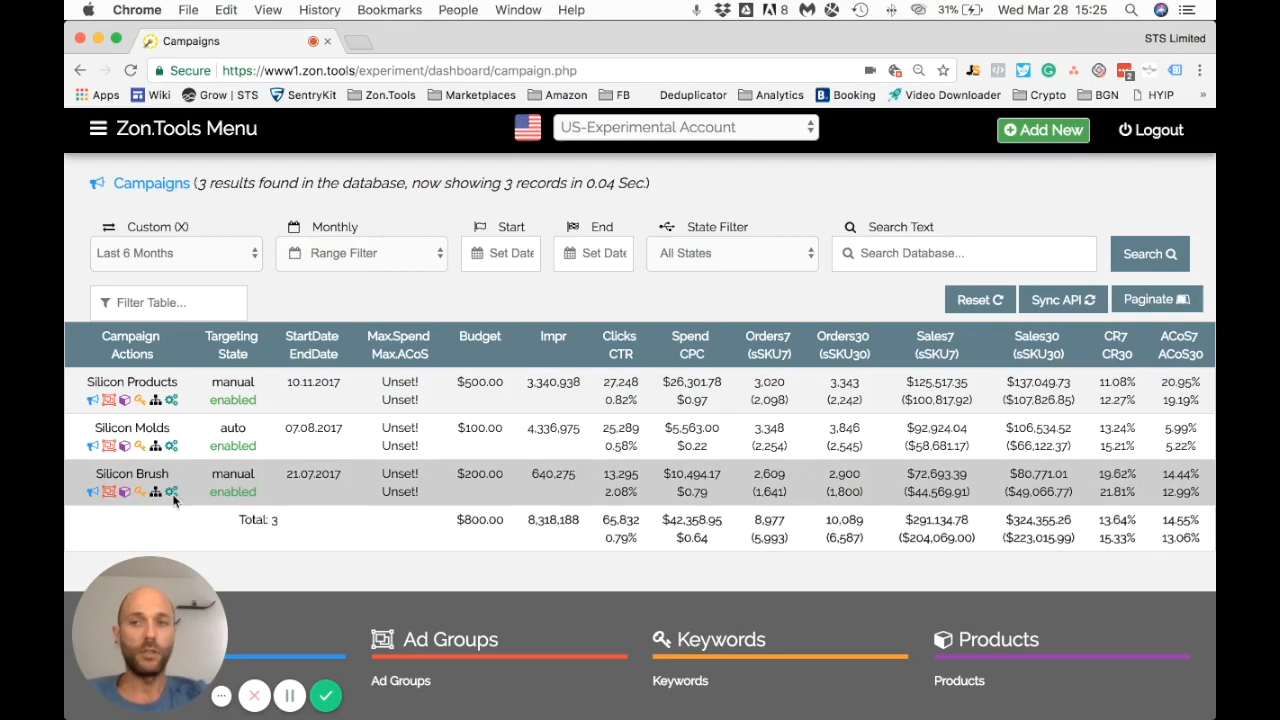 Chrome File Edit View History Bookmarks People Window Help 8 31% Wed Mar 28 15:25
Campaigns STS Limited
Secure https://www1.zon.tools/experiment/dashboard/campaign.php JS 2
Apps Wiki Grow | STS SentryKit Zon.Tools Marketplaces Amazon FB Deduplicator Analytics B. Booking Video Downloader Crypto BGN HYIP »
Zon.Tools Menu US-Experimental Account Add New Logout
Campaigns (3 results found in the database, now showing 3 records in 0.04 Sec.)
Custom (X) Monthly Start End State Filter Search Text
Last 6 Months Range Filter Set Date Set Date All States Search Database... Search
Filter Table... Reset Sync API Paginate
Campaign Targeting StartDate Max.Spend Budget Impr Clicks Spend Orders7 Orders30 Sales7 Sales30 CR7 ACoS7
Actions State EndDate Max.ACoS CTR CPC (sSKU7) (sSKU30) (sSKU7) (sSKU30) CR30 ACoS30
Silicon Products manual 10.11.2017 Unset! $500.00 3,340,938 27,248 $26,301.78 3,020 3,343 $125,517.35 $137,049.73 11.08% 20.95%
enabled Unset! 0.82% $0.97 (2,098) (2,242) ($100,817.92) ($107,826.85) 12.27% 19.19%
Silicon Molds auto 07.08.2017 Unset! $100.00 4,336,975 25,289 $5,563.00 3,348 3,846 $92,924.04 $106,534.52 13.24% 5.99%
enabled Unset! 0.58% $0.22 (2,254) (2,545) ($58,681.17) ($66,122.37) 15.21% 5.22%
Silicon Brush manual 21.07.2017 Unset! $200.00 640,275 13,295 $10,494.17 2,609 2,900 $72,693.39 $80,771.01 19.62% 14.44%
enabled Unset! 2.08% $0.79 (1,641) (1,800) ($44,569.91) ($49,066.77) 21.81% 12.99%
Total: 3 $800.00 8,318,188 65,832 $42,358.95 8,977 10,089 $291,134.78 $324,355.26 13.64% 14.55%
0.79% $0.64 (5,993) (6,587) ($204,069.00) ($223,015.99) 15.33% 13.06%
Ad Groups Keywords Products
Ad Groups Keywords Products